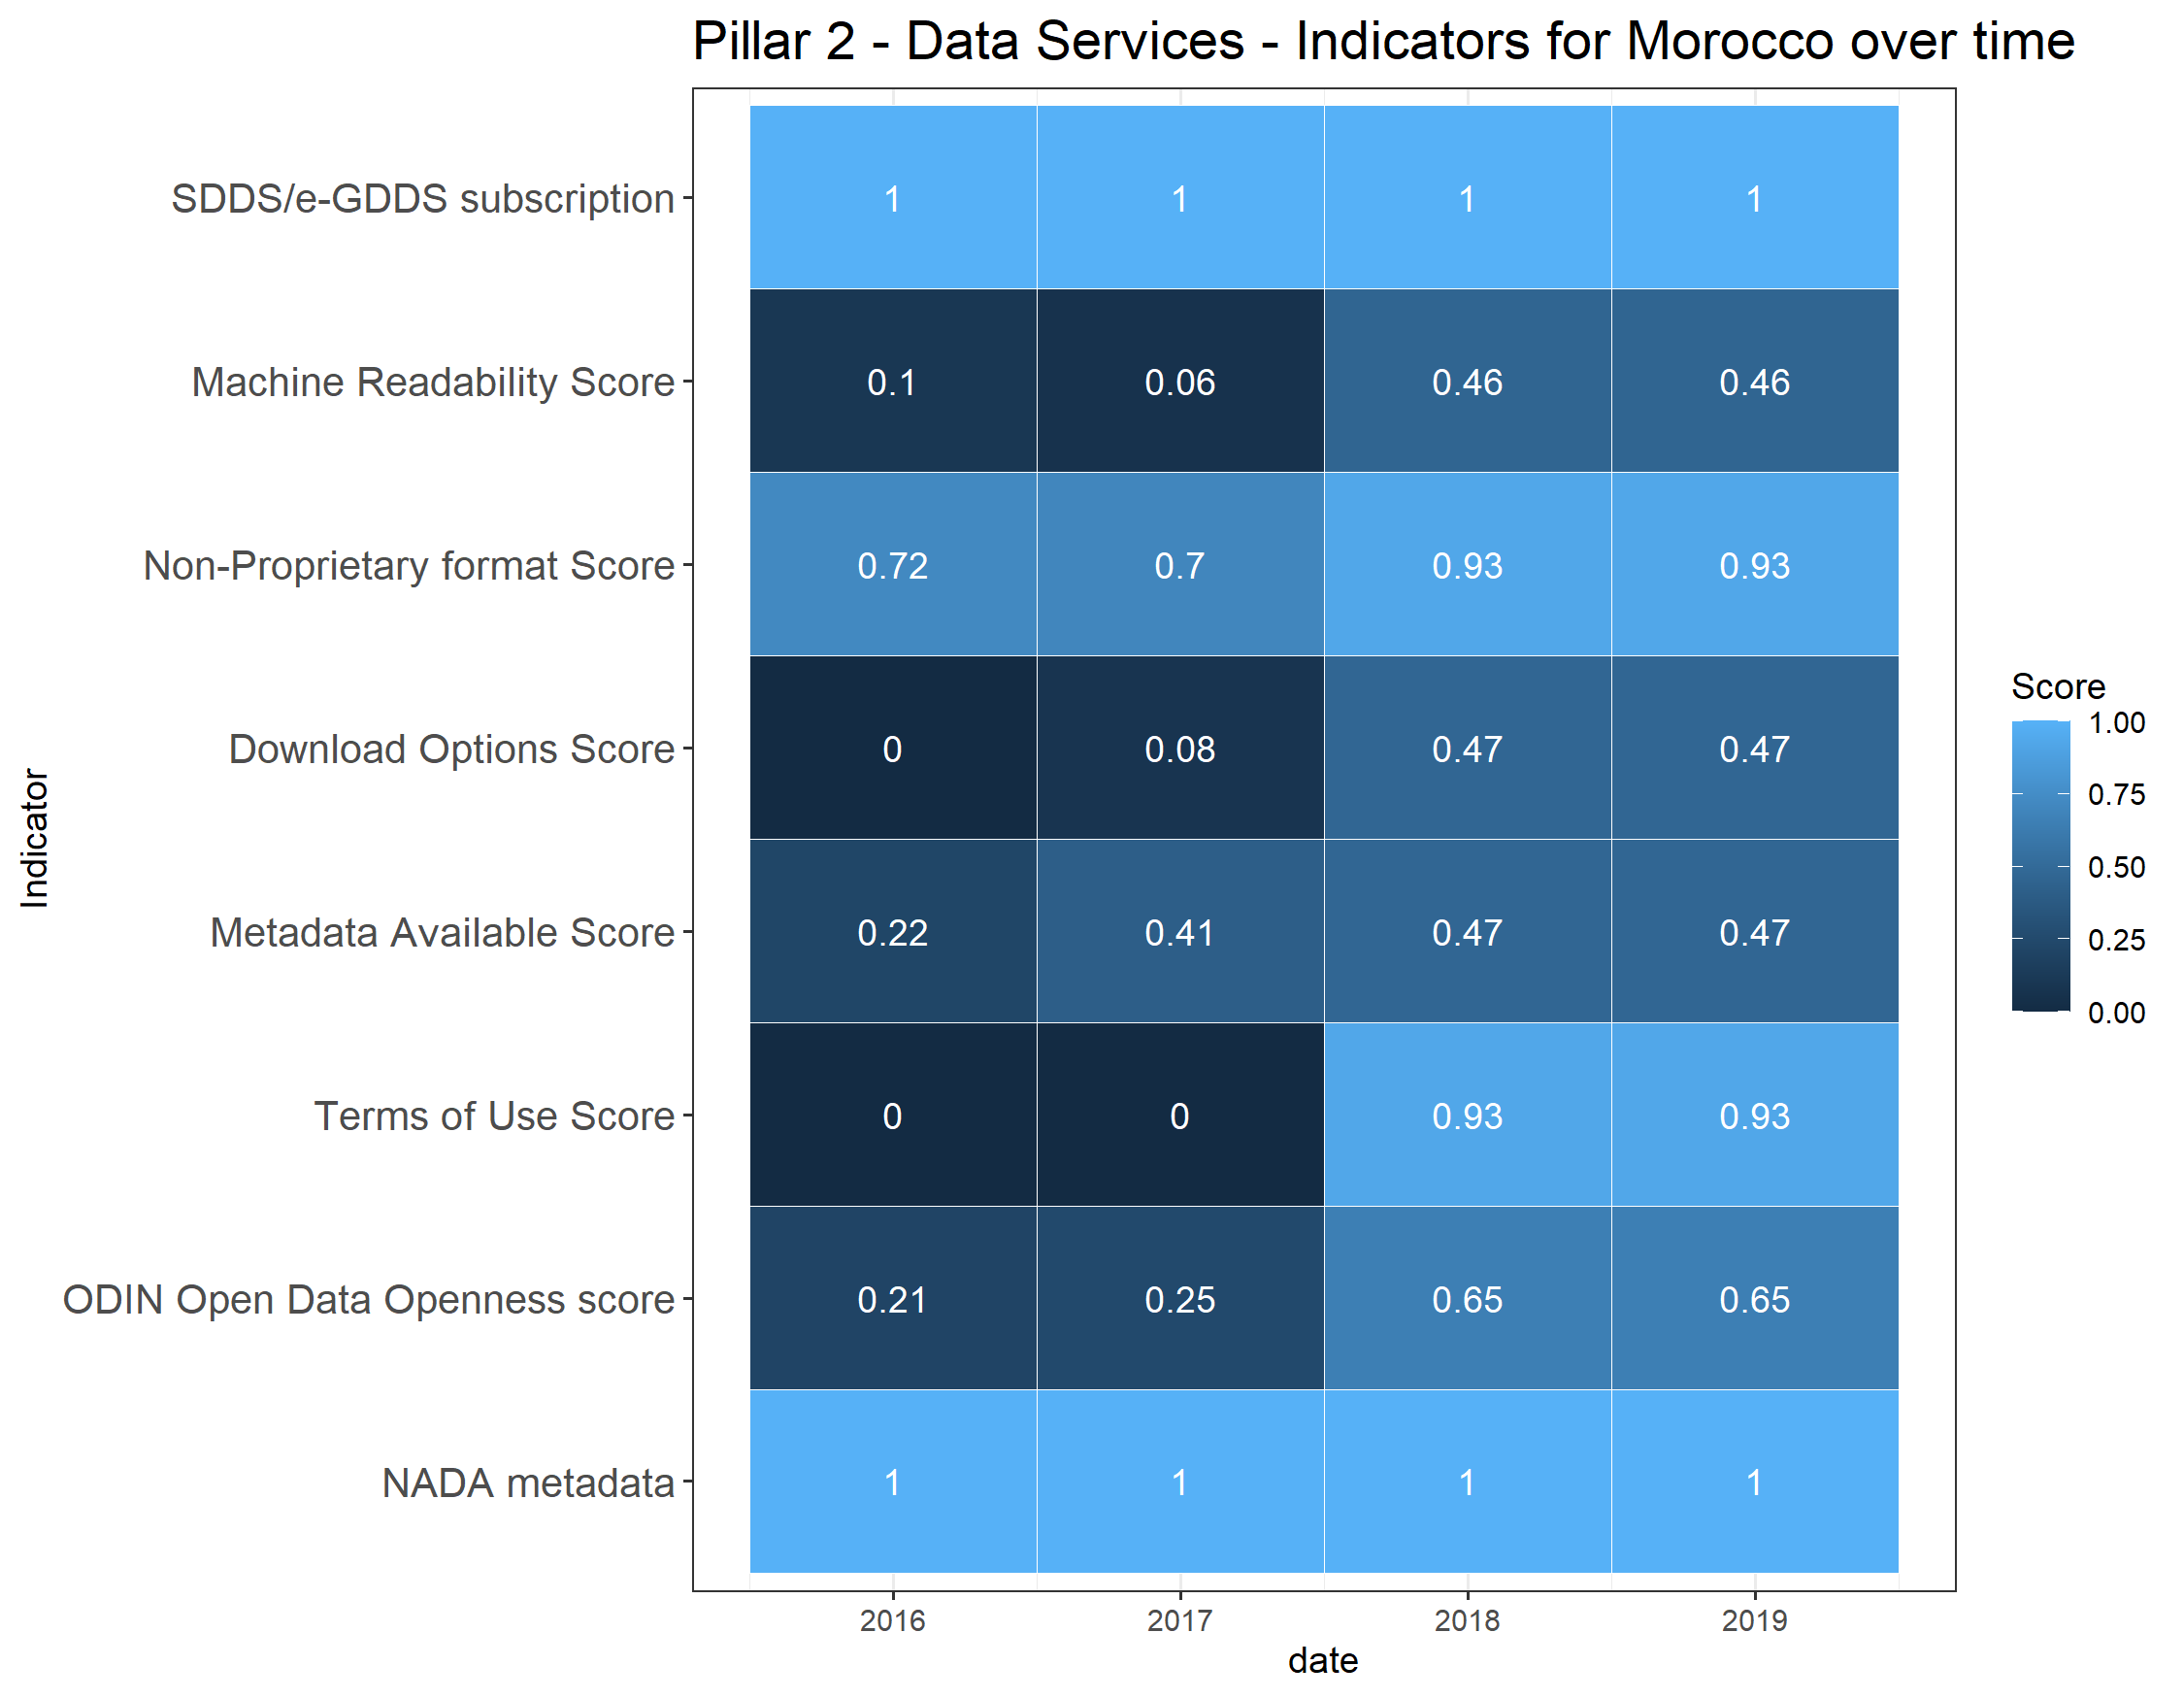 Pillar 2 - Data Services - Indicators for Morocco over time
SDDS/e-GDDS subscription 1 1 1 1
Machine Readability Score 0.1 0.06 0.46 0.46
Non-Proprietary format Score 0.72 0.7 0.93 0.93
Download Options Score 0 0.08 0.47 0.47
Metadata Available Score 0.22 0.41 0.47 0.47
Terms of Use Score 0 0 0.93 0.93
ODIN Open Data Openness score 0.21 0.25 0.65 0.65
NADA metadata 1 1 1 1
2016 2017 2018 2019
date
Indicator
Score
1.00
0.75
0.50
0.25
0.00